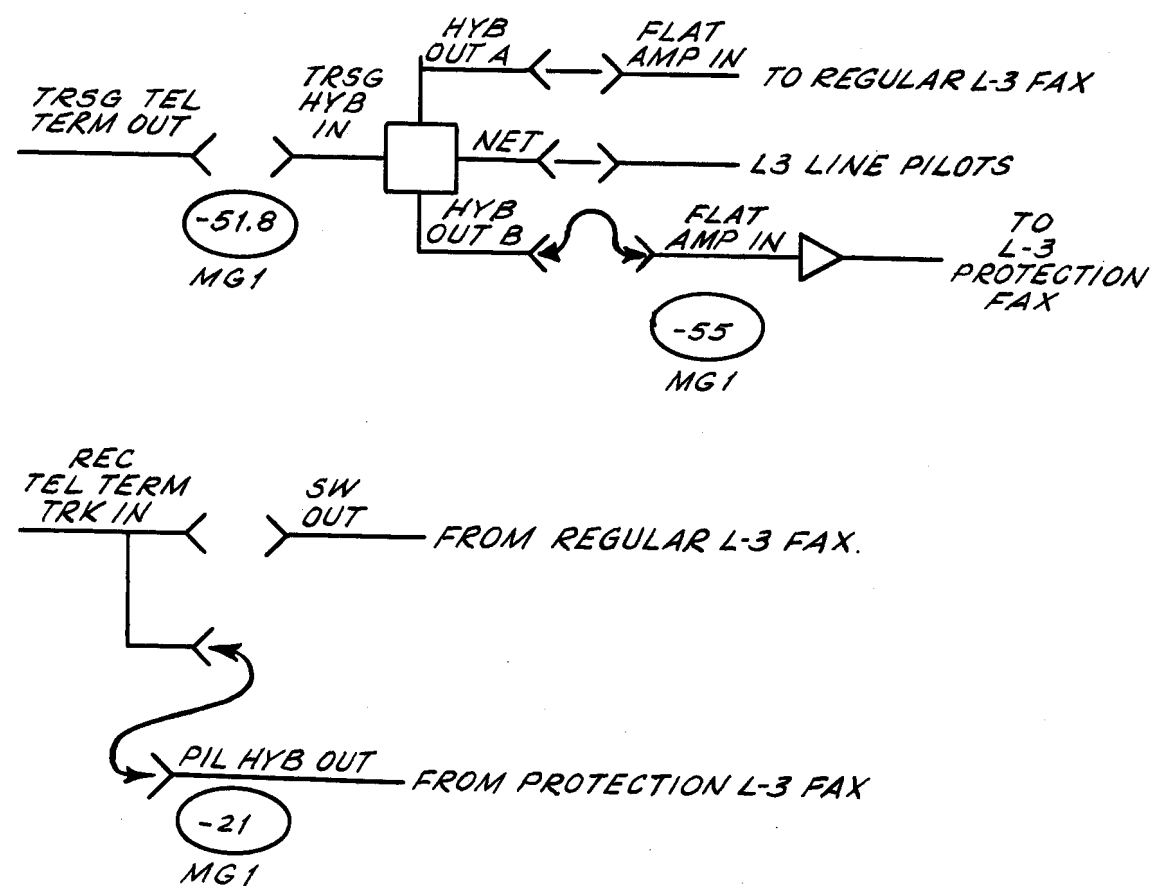 HYB
OUT A
FLAT
AMP IN
TO REGULAR L-3 FAX
TRSG TEL
TERM OUT
TRSG
HYB
IN
NET
L3 LINE PILOTS
-51.8
MG1
HYB
OUT B
FLAT
AMP IN
TO
L-3
PROTECTION
FAX
-55
MG1
REC
TEL TERM
TRK IN
SW
OUT
FROM REGULAR L-3 FAX.
PIL HYB OUT
FROM PROTECTION L-3 FAX
-21
MG1